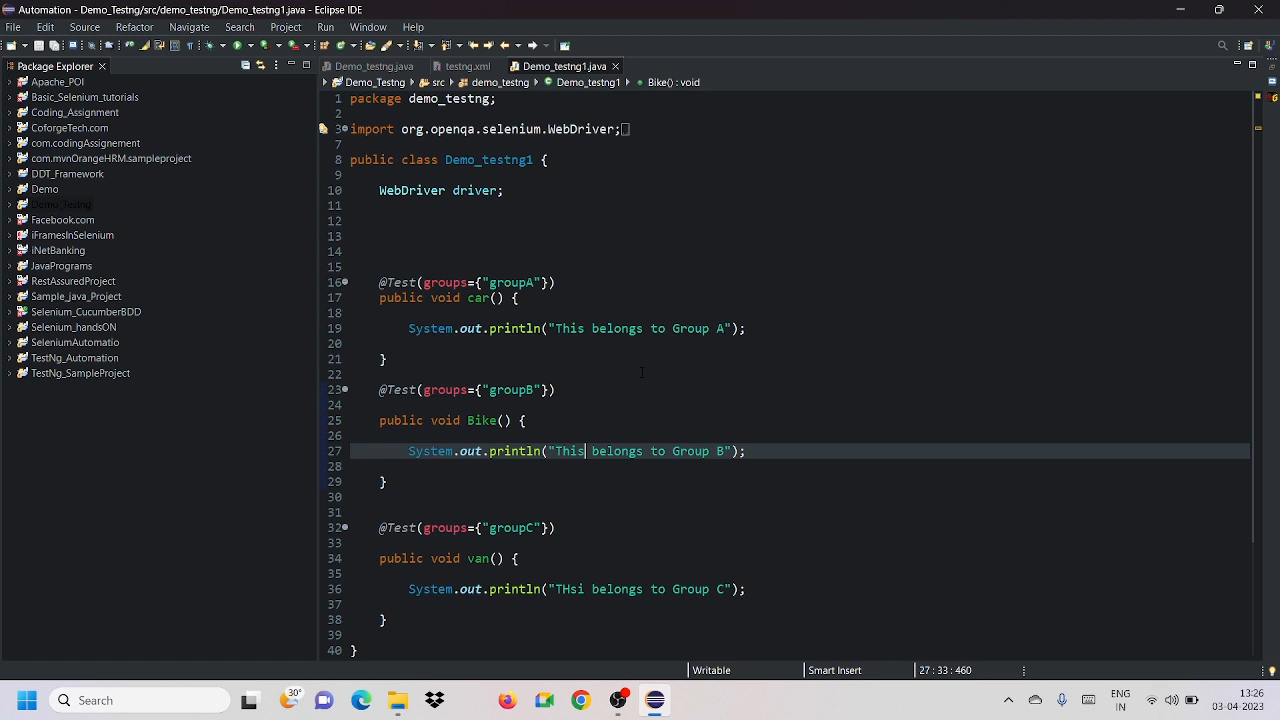 Automation - Demo_Testng/src/demo_testng/Demo_testng1.java - Eclipse IDE
File Edit Source Refactor Navigate Search Project Run Window Help
Package Explorer
Apache_POI
Basic_Selenium_tutorials
Coding_Assignment
CoforgeTech.com
com.codingAssignement
com.mvnOrangeHRM.sampleproject
DDT_Framework
Demo
Demo_Testng
Facebook.com
iFramesInSelenium
iNetBanking
JavaPrograms
RestAssuredProject
Sample_java_Project
Selenium_CucumberBDD
Selenium_handsON
SeleniumAutomatio
TestNg_Automation
TestNg_SampleProject
Demo_testng.java testng.xml Demo_testng1.java
Demo_Testng src demo_testng Demo_testng1 Bike() : void
1 package demo_testng;
2
3 import org.openqa.selenium.WebDriver;
7
8 public class Demo_testng1 {
9
10 WebDriver driver;
11
12
13
14
15
16 @Test(groups={"groupA"})
17 public void car() {
18
19 System.out.println("This belongs to Group A");
20
21 }
22
23 @Test(groups={"groupB"})
24
25 public void Bike() {
26
27 System.out.println("This belongs to Group B");
28
29 }
30
31
32 @Test(groups={"groupC"})
33
34 public void van() {
35
36 System.out.println("THsi belongs to Group C");
37
38 }
39
40 }
Writable Smart Insert 27 : 33 : 460
Search 30° ENG 13:26
IN 03-04-2023